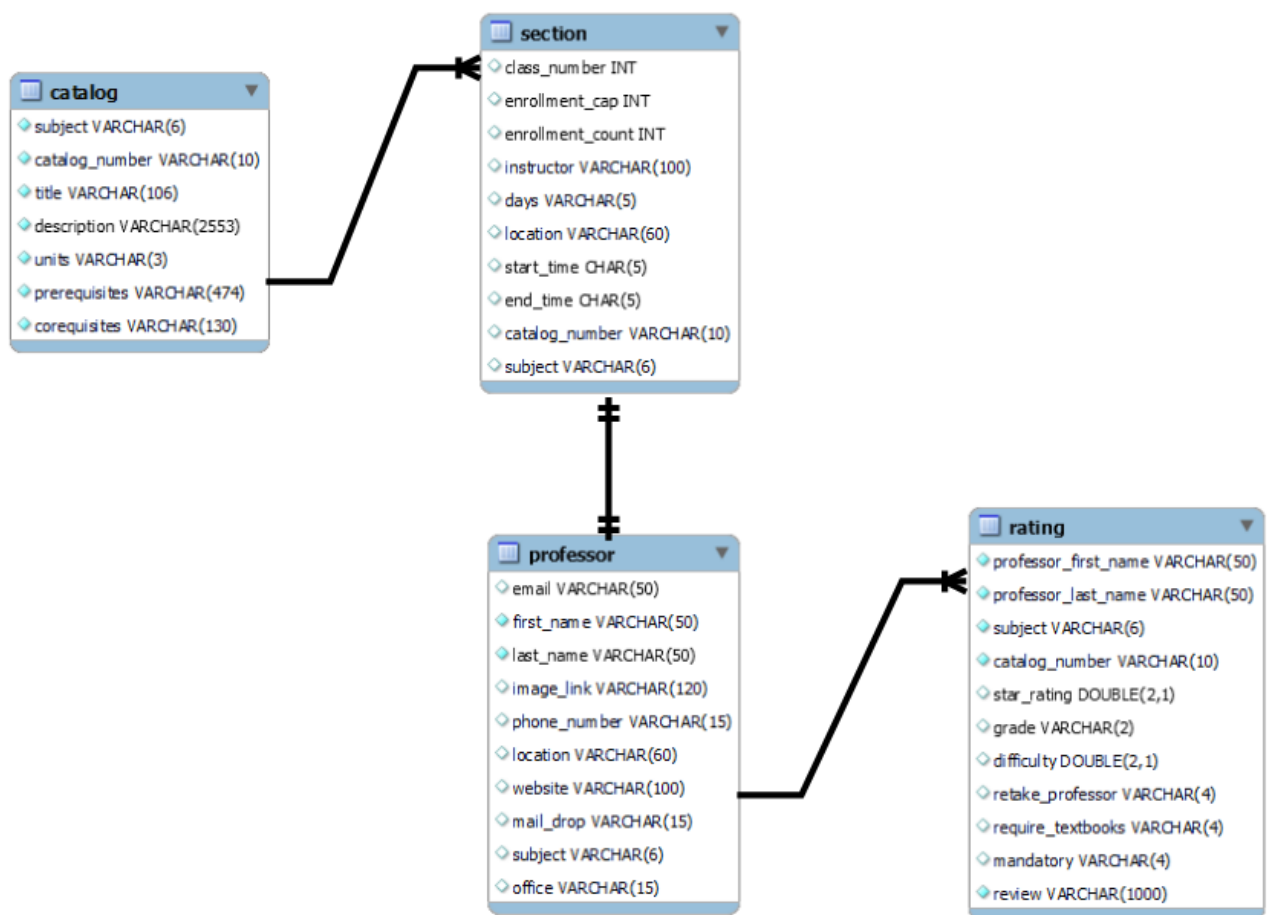 catalog
subject VARCHAR(6)
catalog_number VARCHAR(10)
title VARCHAR(106)
description VARCHAR(2553)
units VARCHAR(3)
prerequisites VARCHAR(474)
corequisites VARCHAR(130)
section
class_number INT
enrollment_cap INT
enrollment_count INT
instructor VARCHAR(100)
days VARCHAR(5)
location VARCHAR(60)
start_time CHAR(5)
end_time CHAR(5)
catalog_number VARCHAR(10)
subject VARCHAR(6)
professor
email VARCHAR(50)
first_name VARCHAR(50)
last_name VARCHAR(50)
image_link VARCHAR(120)
phone_number VARCHAR(15)
location VARCHAR(60)
website VARCHAR(100)
mail_drop VARCHAR(15)
subject VARCHAR(6)
office VARCHAR(15)
rating
professor_first_name VARCHAR(50)
professor_last_name VARCHAR(50)
subject VARCHAR(6)
catalog_number VARCHAR(10)
star_rating DOUBLE(2,1)
grade VARCHAR(2)
difficulty DOUBLE(2,1)
retake_professor VARCHAR(4)
require_textbooks VARCHAR(4)
mandatory VARCHAR(4)
review VARCHAR(1000)